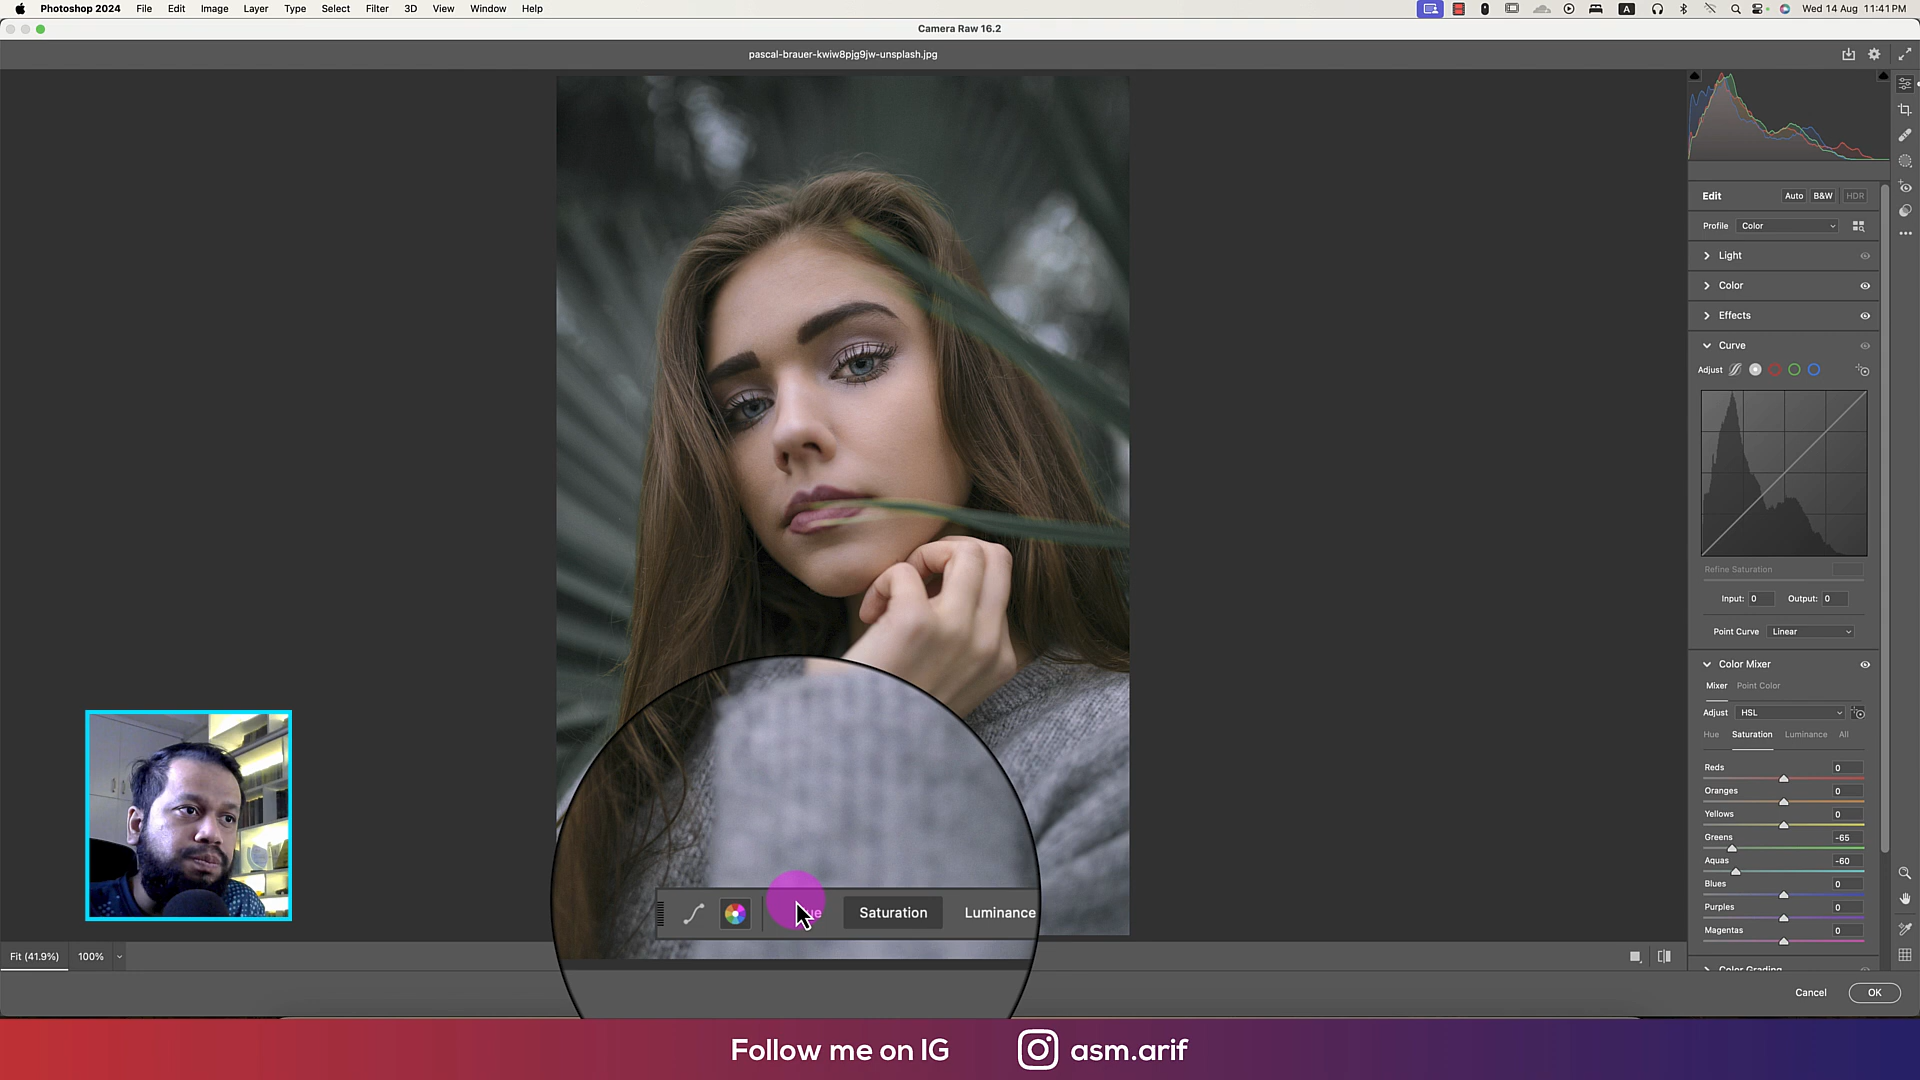 Photoshop 2024 File Edit Image Layer Type Select Filter 3D View Window Help A Wed 14 Aug 11:41 PM
Camera Raw 16.2
pascal-brauer-kwiw8pjg9jw-unsplash.jpg
Edit Auto B&W HDR
Profile Color
Light
Color
Effects
Curve
Adjust
Refine Saturation
Input: 0 Output: 0
Point Curve Linear
Color Mixer
Mixer Point Color
Adjust HSL
Hue Saturation Luminance All
Reds 0
Oranges 0
Yellows 0
Greens -65
Aquas -60
Blues 0
Purples 0
Magentas 0
Color Grading
Saturation Luminance
Fit (41.9%) 100%
Cancel OK
Follow me on IG asm.arif